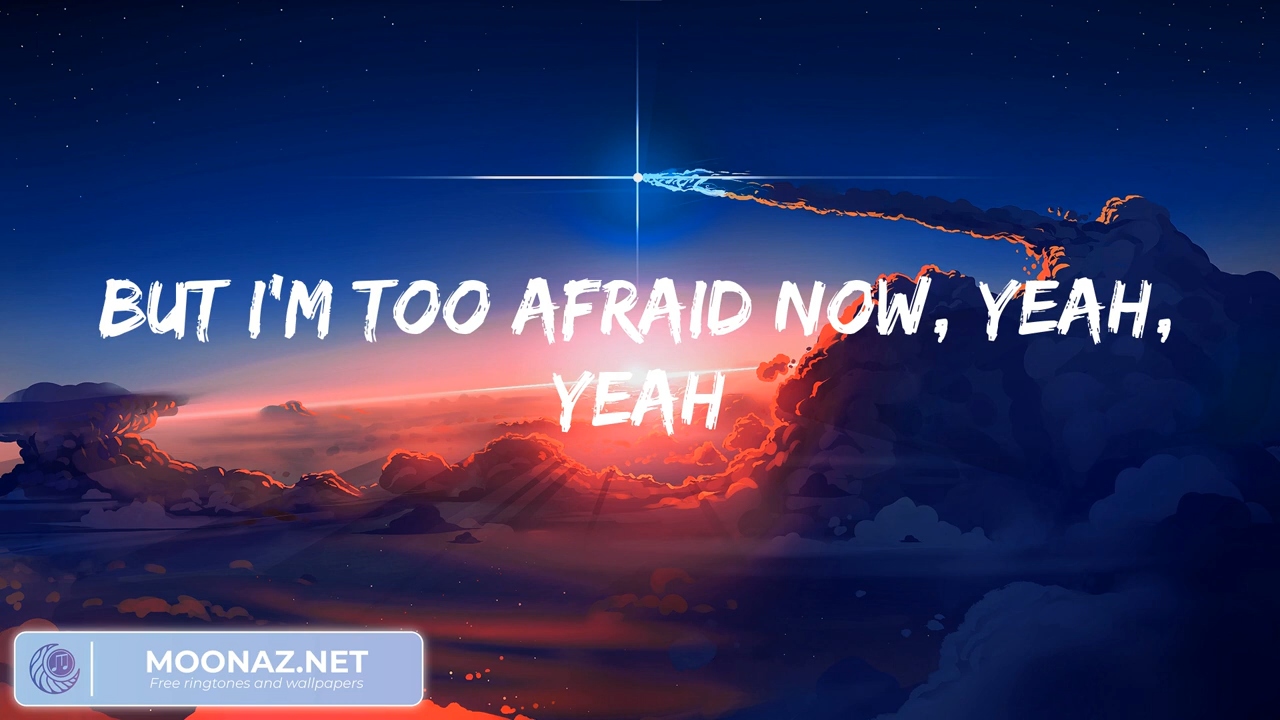 BUT I'M TOO AFRAID NOW, YEAH,
YEAH
MOONAZ.NET
Free ringtones and wallpapers